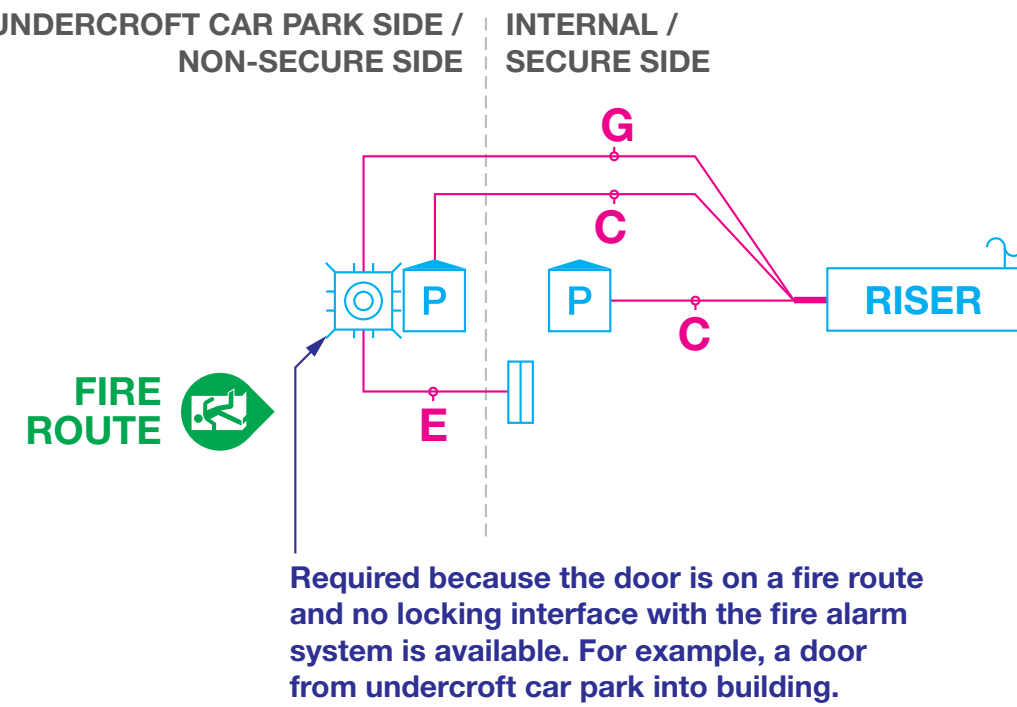 UNDERCROFT CAR PARK SIDE /
NON-SECURE SIDE
INTERNAL /
SECURE SIDE
G
C
P
P
RISER
C
FIRE
ROUTE
E
Required because the door is on a fire route
and no locking interface with the fire alarm
system is available. For example, a door
from undercroft car park into building.